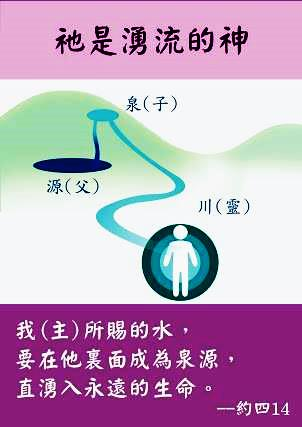 祂是湧流的神
泉(子)
源(父)
川(靈)
我(主)所賜的水，
要在他裏面成為泉源，
直湧入永遠的生命。
──約四14